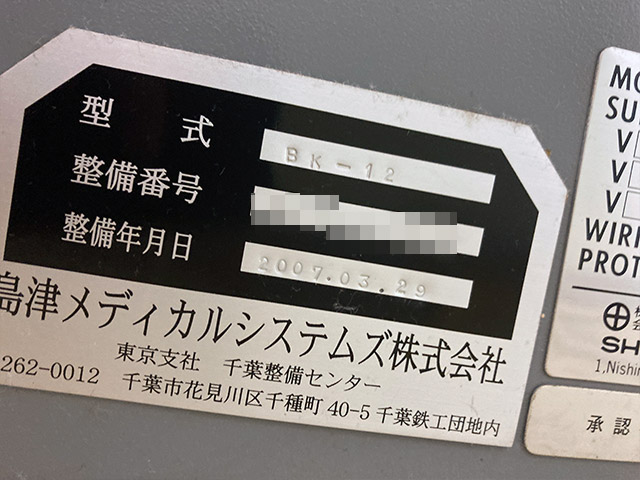 型 式 BK-12
整備番号
整備年月日 2007.03.29
島津メディカルシステムズ株式会社
東京支社 千葉整備センター
262-0012 千葉市花見川区千種町 40-5 千葉鉄工団地内
MO
SU
V
V
V
WIRI
PROT
SH
1.Nishin
承認